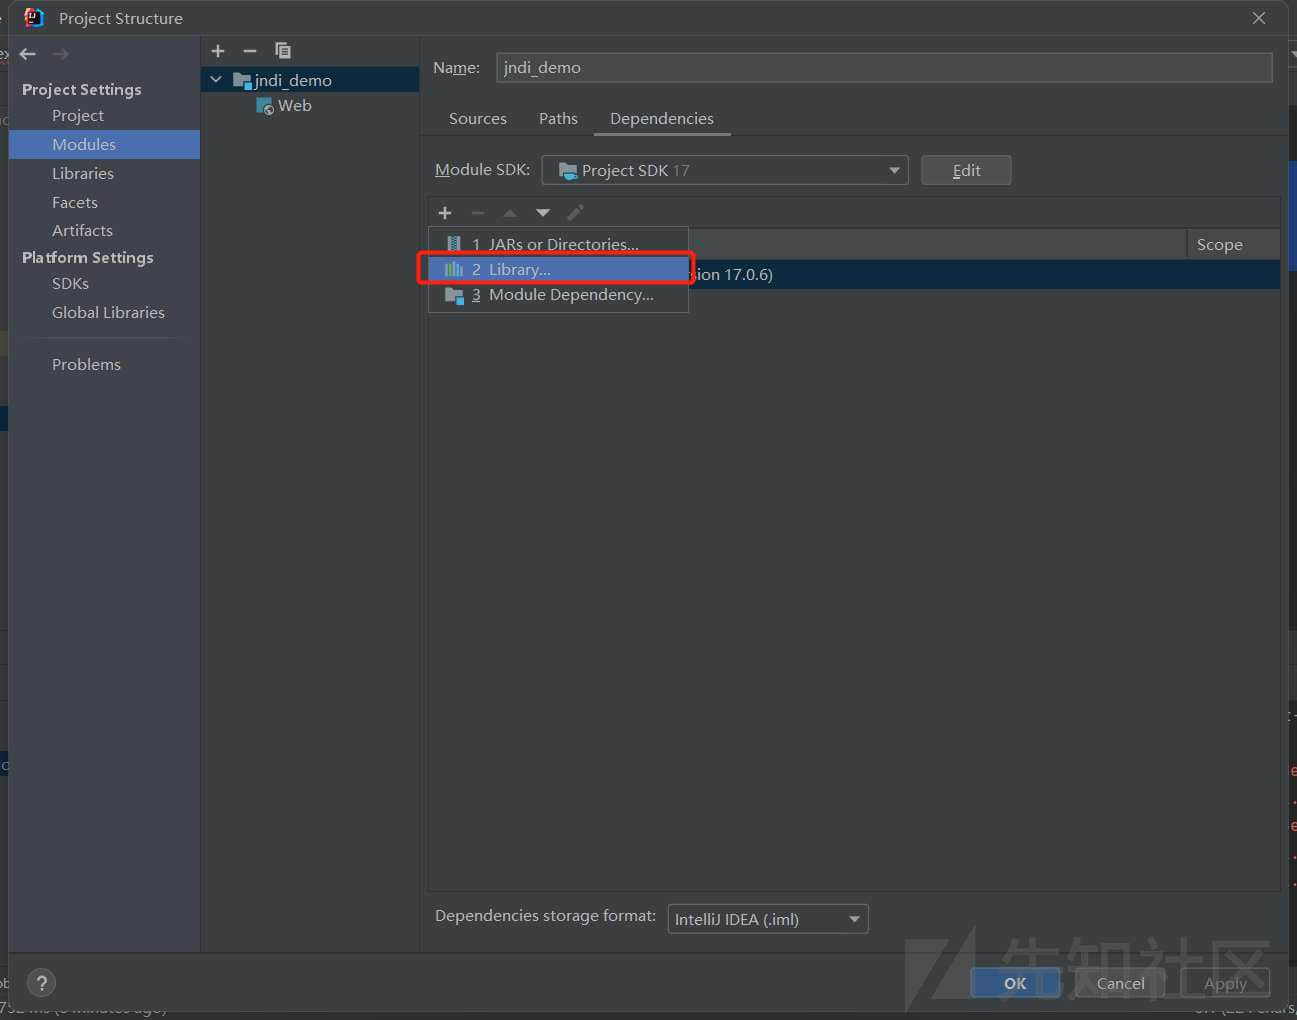 Project Structure
Project Settings
Project
Modules
Libraries
Facets
Artifacts
Platform Settings
SDKs
Global Libraries
Problems
jndi_demo
Web
Name: jndi_demo
Sources Paths Dependencies
Module SDK: Project SDK 17 Edit
Scope
1 JARs or Directories...
2 Library...
sion 17.0.6)
3 Module Dependency...
Dependencies storage format: IntelliJ IDEA (.iml)
先知社区
? OK Cancel Apply